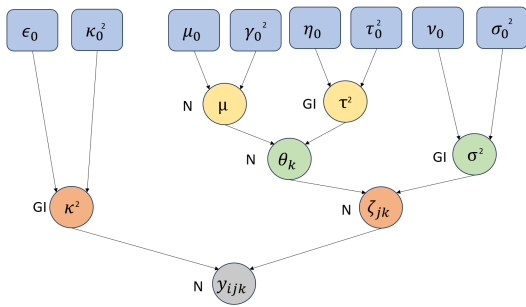 ϵ₀ κ₀² μ₀ γ₀² η₀ τ₀² ν₀ σ₀²
N μ GI τ²
N θₖ GI σ²
GI κ² N ζⱼₖ
N yᵢⱼₖ